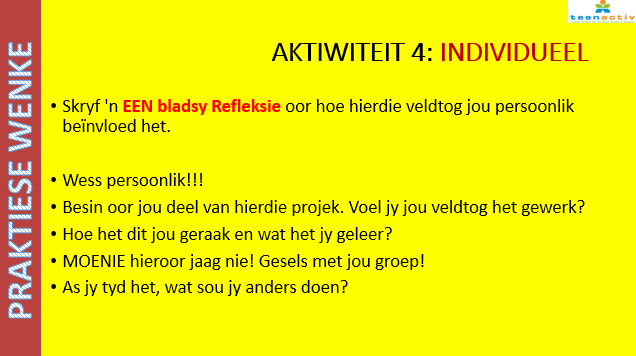 teenactiv
PRAKTIESE WENKE
AKTIWITEIT 4: INDIVIDUEEL
• Skryf 'n EEN bladsy Refleksie oor hoe hierdie veldtog jou persoonlik
beïnvloed het.
• Wess persoonlik!!!
• Besin oor jou deel van hierdie projek. Voel jy jou veldtog het gewerk?
• Hoe het dit jou geraak en wat het jy geleer?
• MOENIE hieroor jaag nie! Gesels met jou groep!
• As jy tyd het, wat sou jy anders doen?